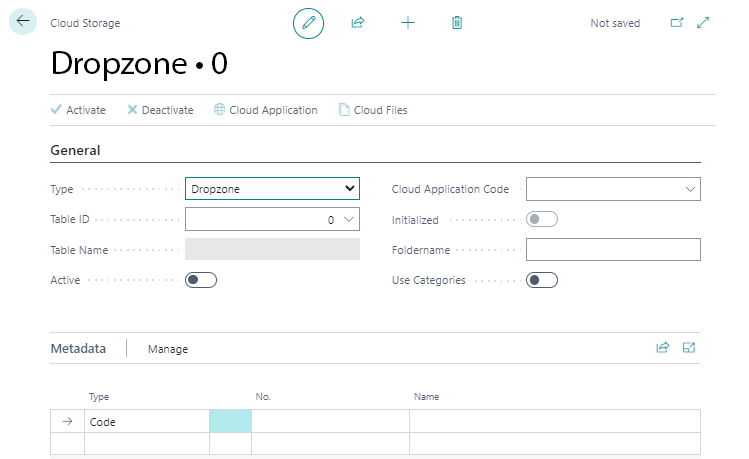 Cloud Storage Not saved
Dropzone • 0
Activate Deactivate Cloud Application Cloud Files
General
Type Dropzone Cloud Application Code
Table ID 0 Initialized
Table Name Foldername
Active Use Categories
Metadata Manage
Type No. Name
Code